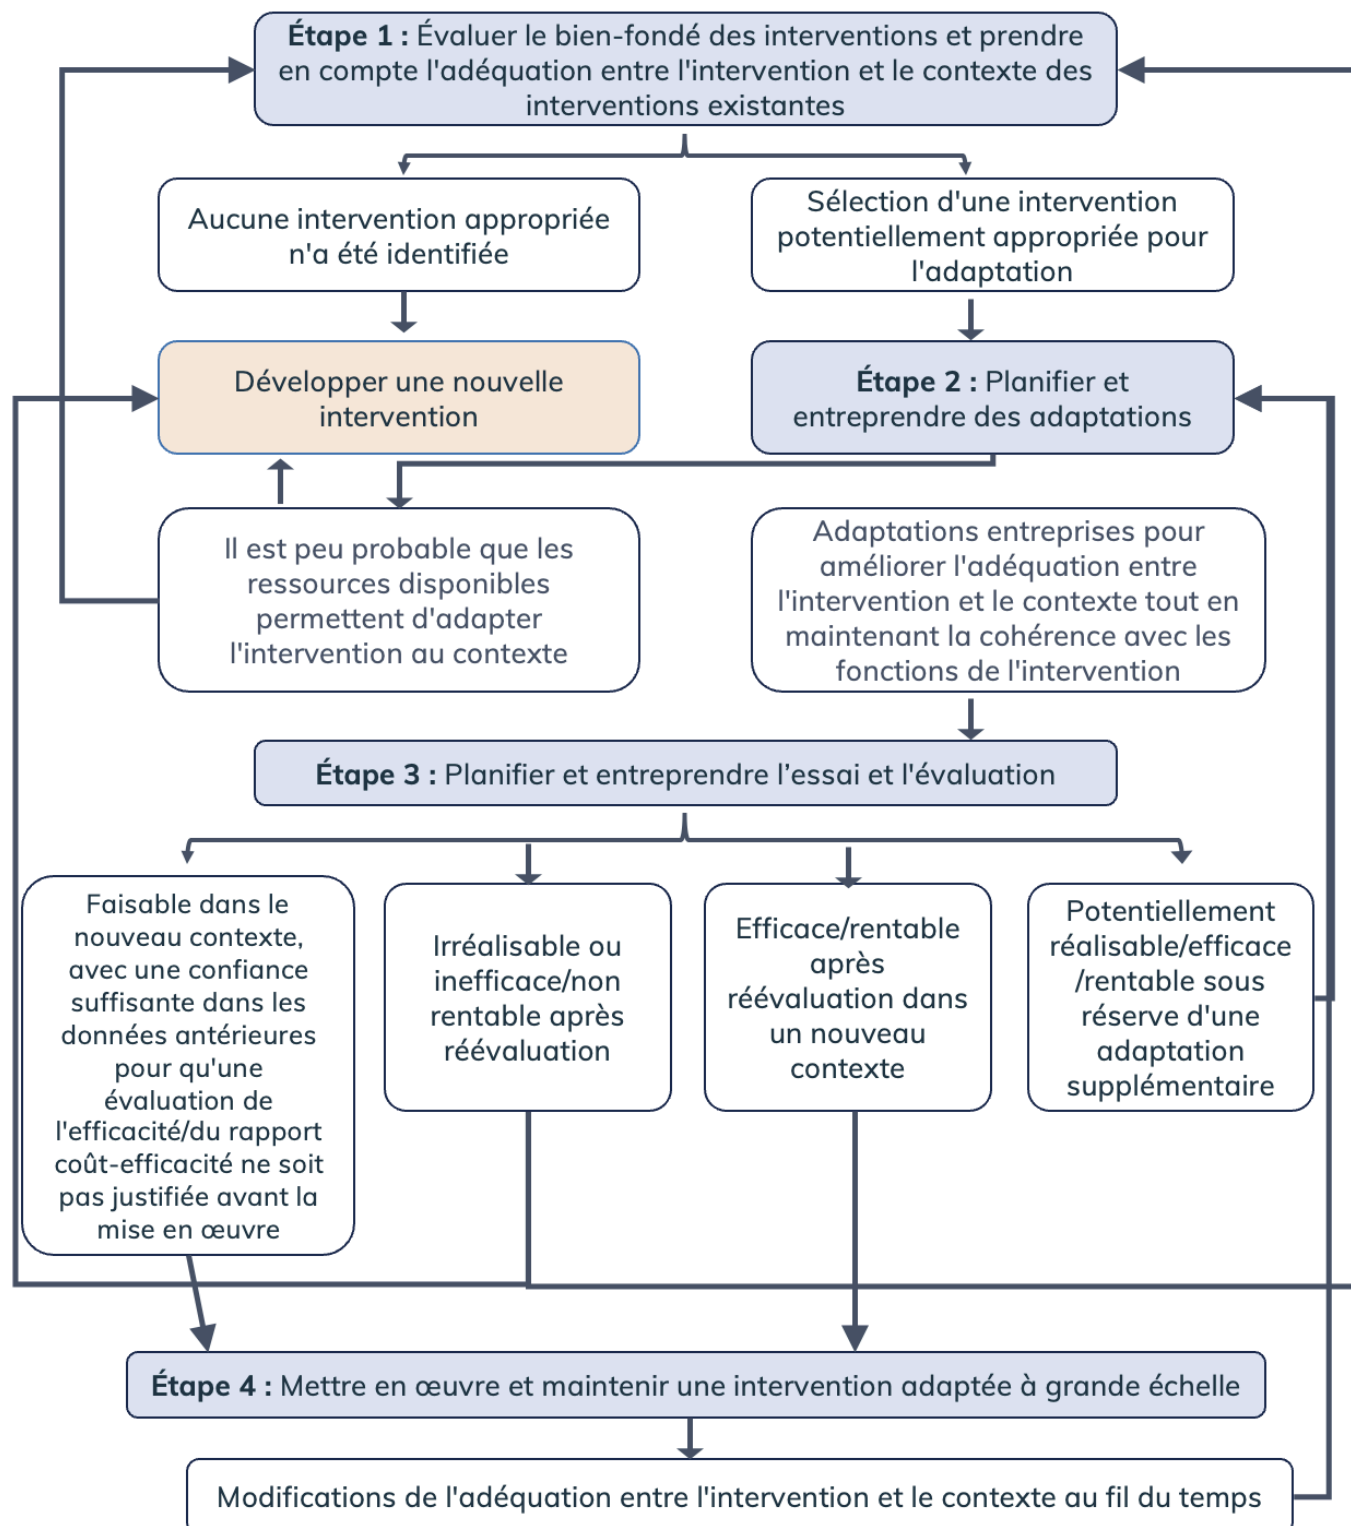 Étape 1 : Évaluer le bien-fondé des interventions et prendre
en compte l'adéquation entre l'intervention et le contexte des
interventions existantes
Aucune intervention appropriée
n'a été identifiée
Sélection d'une intervention
potentiellement appropriée pour
l'adaptation
Développer une nouvelle
intervention
Étape 2 : Planifier et
entreprendre des adaptations
Il est peu probable que les
ressources disponibles
permettent d'adapter
l'intervention au contexte
Adaptations entreprises pour
améliorer l'adéquation entre
l'intervention et le contexte tout en
maintenant la cohérence avec les
fonctions de l'intervention
Étape 3 : Planifier et entreprendre l’essai et l'évaluation
Faisable dans le
nouveau contexte,
avec une confiance
suffisante dans les
données antérieures
pour qu'une
évaluation de
l'efficacité/du rapport
coût-efficacité ne soit
pas justifiée avant la
mise en œuvre
Irréalisable ou
inefficace/non
rentable après
réévaluation
Efficace/rentable
après
réévaluation dans
un nouveau
contexte
Potentiellement
réalisable/efficace
/rentable sous
réserve d'une
adaptation
supplémentaire
Étape 4 : Mettre en œuvre et maintenir une intervention adaptée à grande échelle
Modifications de l'adéquation entre l'intervention et le contexte au fil du temps